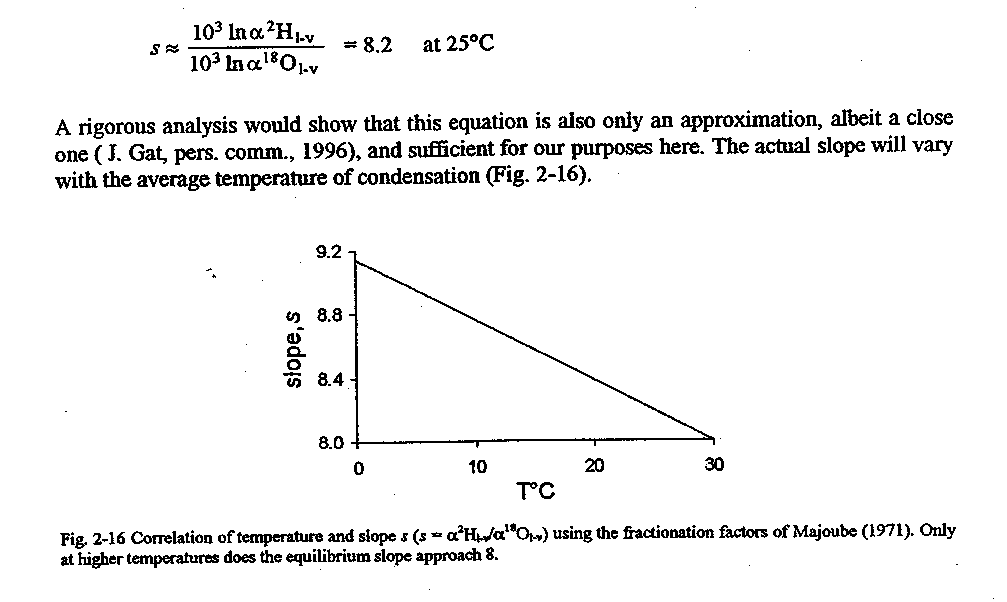 s ≈ 10³ ln α²H₁₋ᵥ / 10³ ln α¹⁸O₁₋ᵥ = 8.2 at 25°C
A rigorous analysis would show that this equation is also only an approximation, albeit a close
one ( J. Gat, pers. comm., 1996), and sufficient for our purposes here. The actual slope will vary
with the average temperature of condensation (Fig. 2-16).
9.2
8.8
8.4
8.0
slope, s
0 10 20 30
T°C
Fig. 2-16 Correlation of temperature and slope s (s = α²H₁₋ᵥ/α¹⁸O₁₋ᵥ) using the fractionation factors of Majoube (1971). Only
at higher temperatures does the equilibrium slope approach 8.